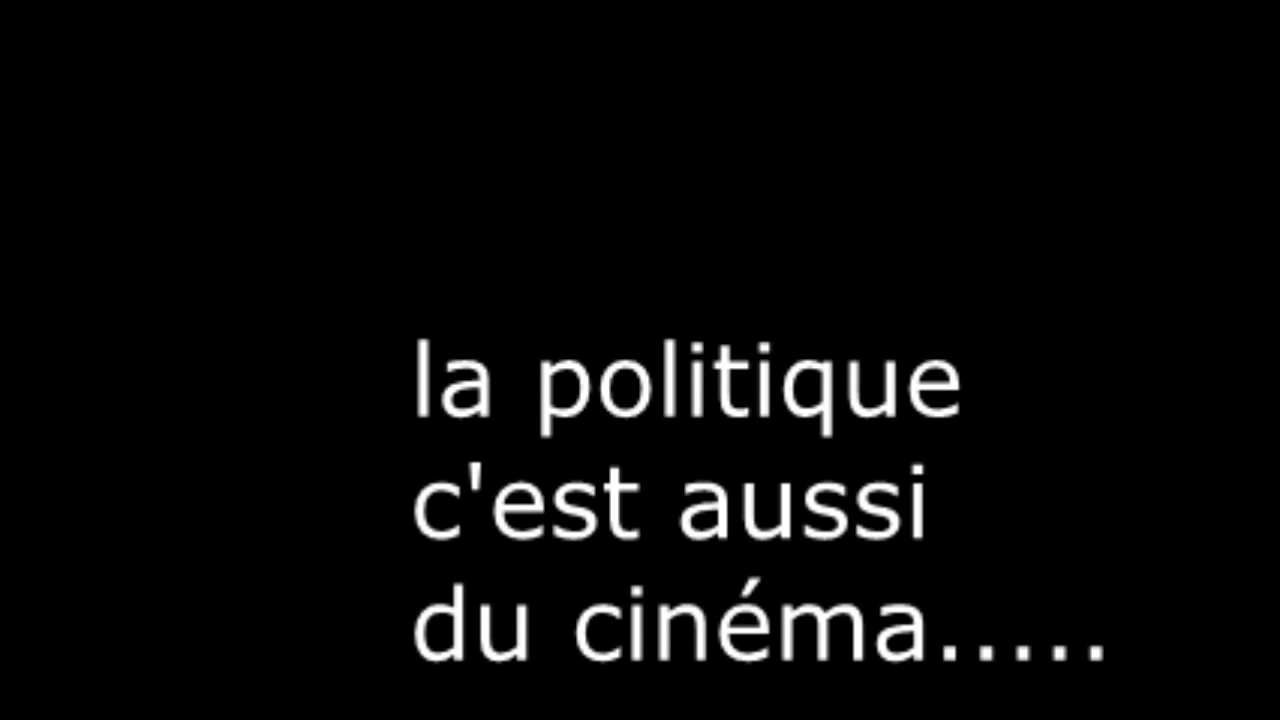 la politique
c'est aussi
du cinéma.....